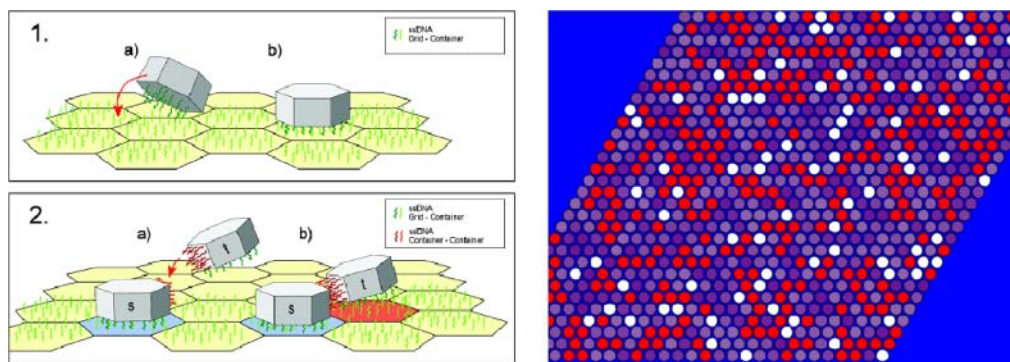 1.
a)
b)
ssDNA
Grid - Container
2.
a)
b)
ssDNA
Grid - Container
ssDNA
Container - Container
t
t
s
s